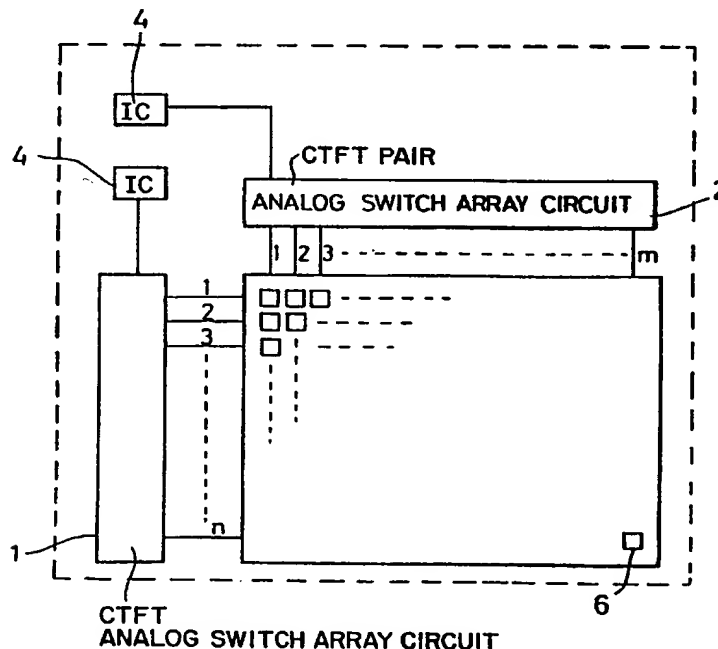 4
IC
4
IC
CTFT PAIR
ANALOG SWITCH ARRAY CIRCUIT
2
1 2 3 m
1
2
3
n
1
6
CTFT
ANALOG SWITCH ARRAY CIRCUIT